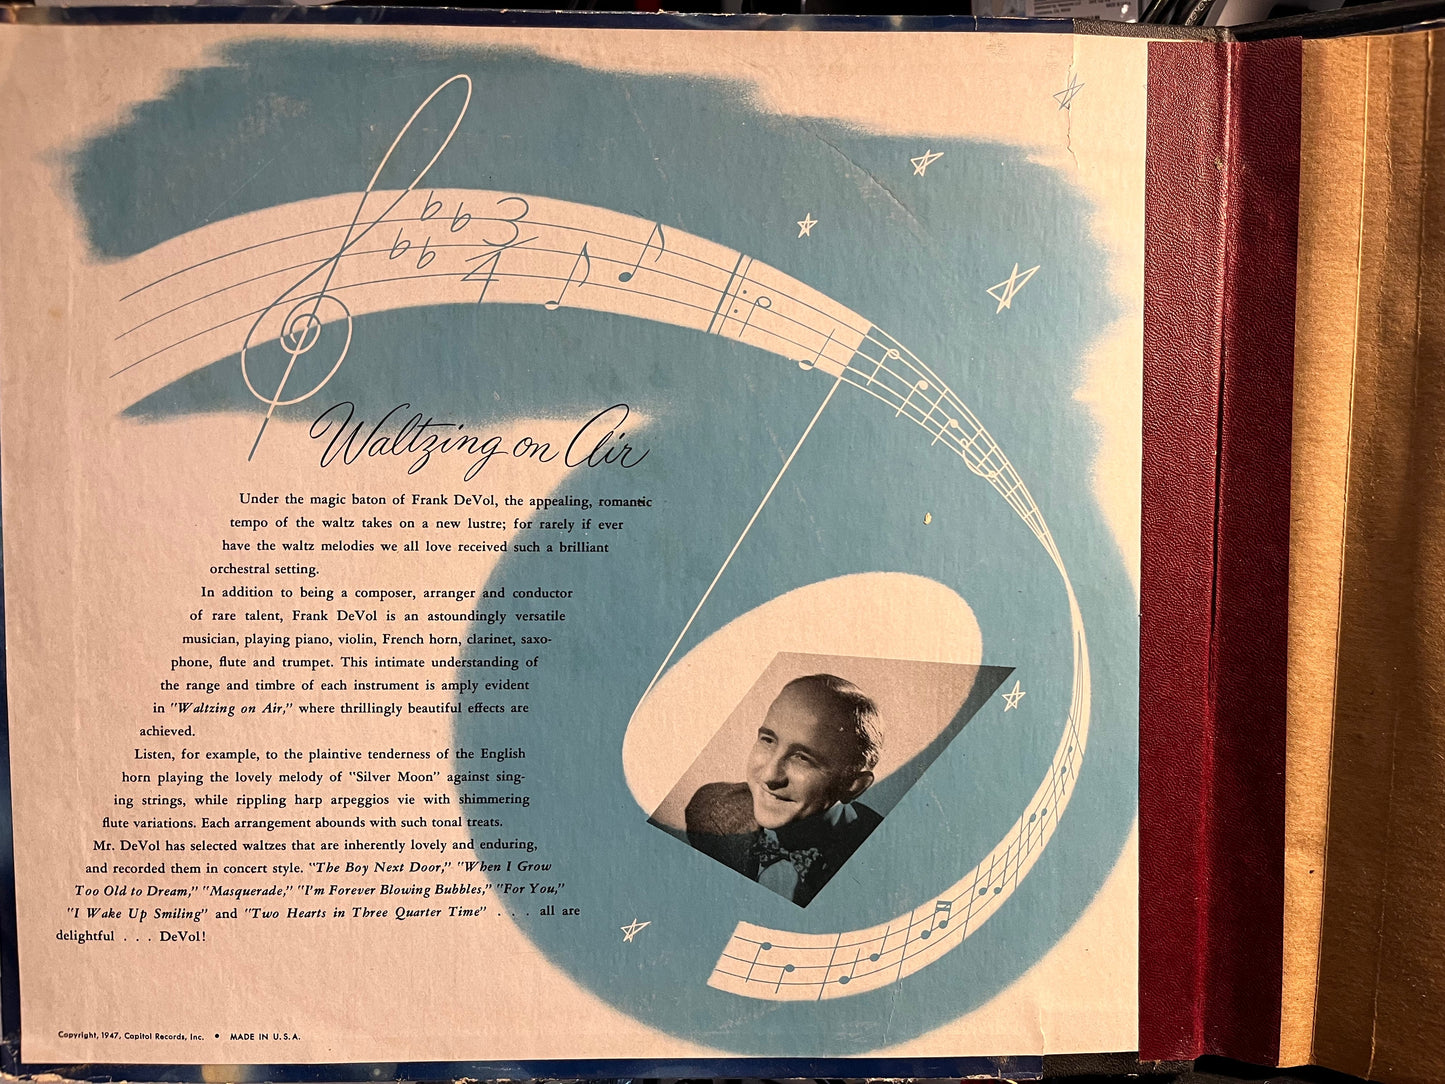 3
4
Waltzing on Air
Under the magic baton of Frank DeVol, the appealing, romantic
tempo of the waltz takes on a new lustre; for rarely if ever
have the waltz melodies we all love received such a brilliant
orchestral setting.
In addition to being a composer, arranger and conductor
of rare talent, Frank DeVol is an astoundingly versatile
musician, playing piano, violin, French horn, clarinet, saxo-
phone, flute and trumpet. This intimate understanding of
the range and timbre of each instrument is amply evident
in "Waltzing on Air," where thrillingly beautiful effects are
achieved.
Listen, for example, to the plaintive tenderness of the English
horn playing the lovely melody of "Silver Moon" against sing-
ing strings, while rippling harp arpeggios vie with shimmering
flute variations. Each arrangement abounds with such tonal treats.
Mr. DeVol has selected waltzes that are inherently lovely and enduring,
and recorded them in concert style. "The Boy Next Door," "When I Grow
Too Old to Dream," "Masquerade," "I'm Forever Blowing Bubbles," "For You,"
"I Wake Up Smiling" and "Two Hearts in Three Quarter Time" . . . all are
delightful . . . DeVol!
Copyright, 1947, Capitol Records, Inc. • MADE IN U.S.A.